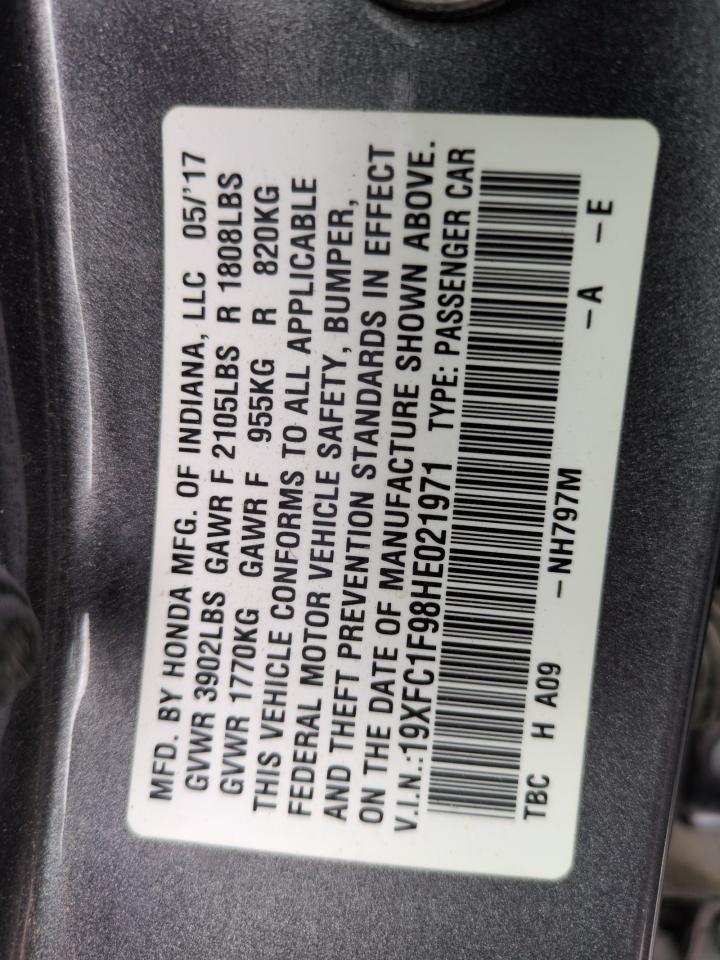 MFD. BY HONDA MFG. OF INDIANA, LLC 05/'17
GVWR 3902LBS GAWR F 2105LBS R 1808LBS
GVWR 1770KG GAWR F 955KG R 820KG
THIS VEHICLE CONFORMS TO ALL APPLICABLE
FEDERAL MOTOR VEHICLE SAFETY, BUMPER,
AND THEFT PREVENTION STANDARDS IN EFFECT
ON THE DATE OF MANUFACTURE SHOWN ABOVE.
V.I.N.:19XFC1F98HE021971 TYPE: PASSENGER CAR
TBC H A09 -NH797M -A -E